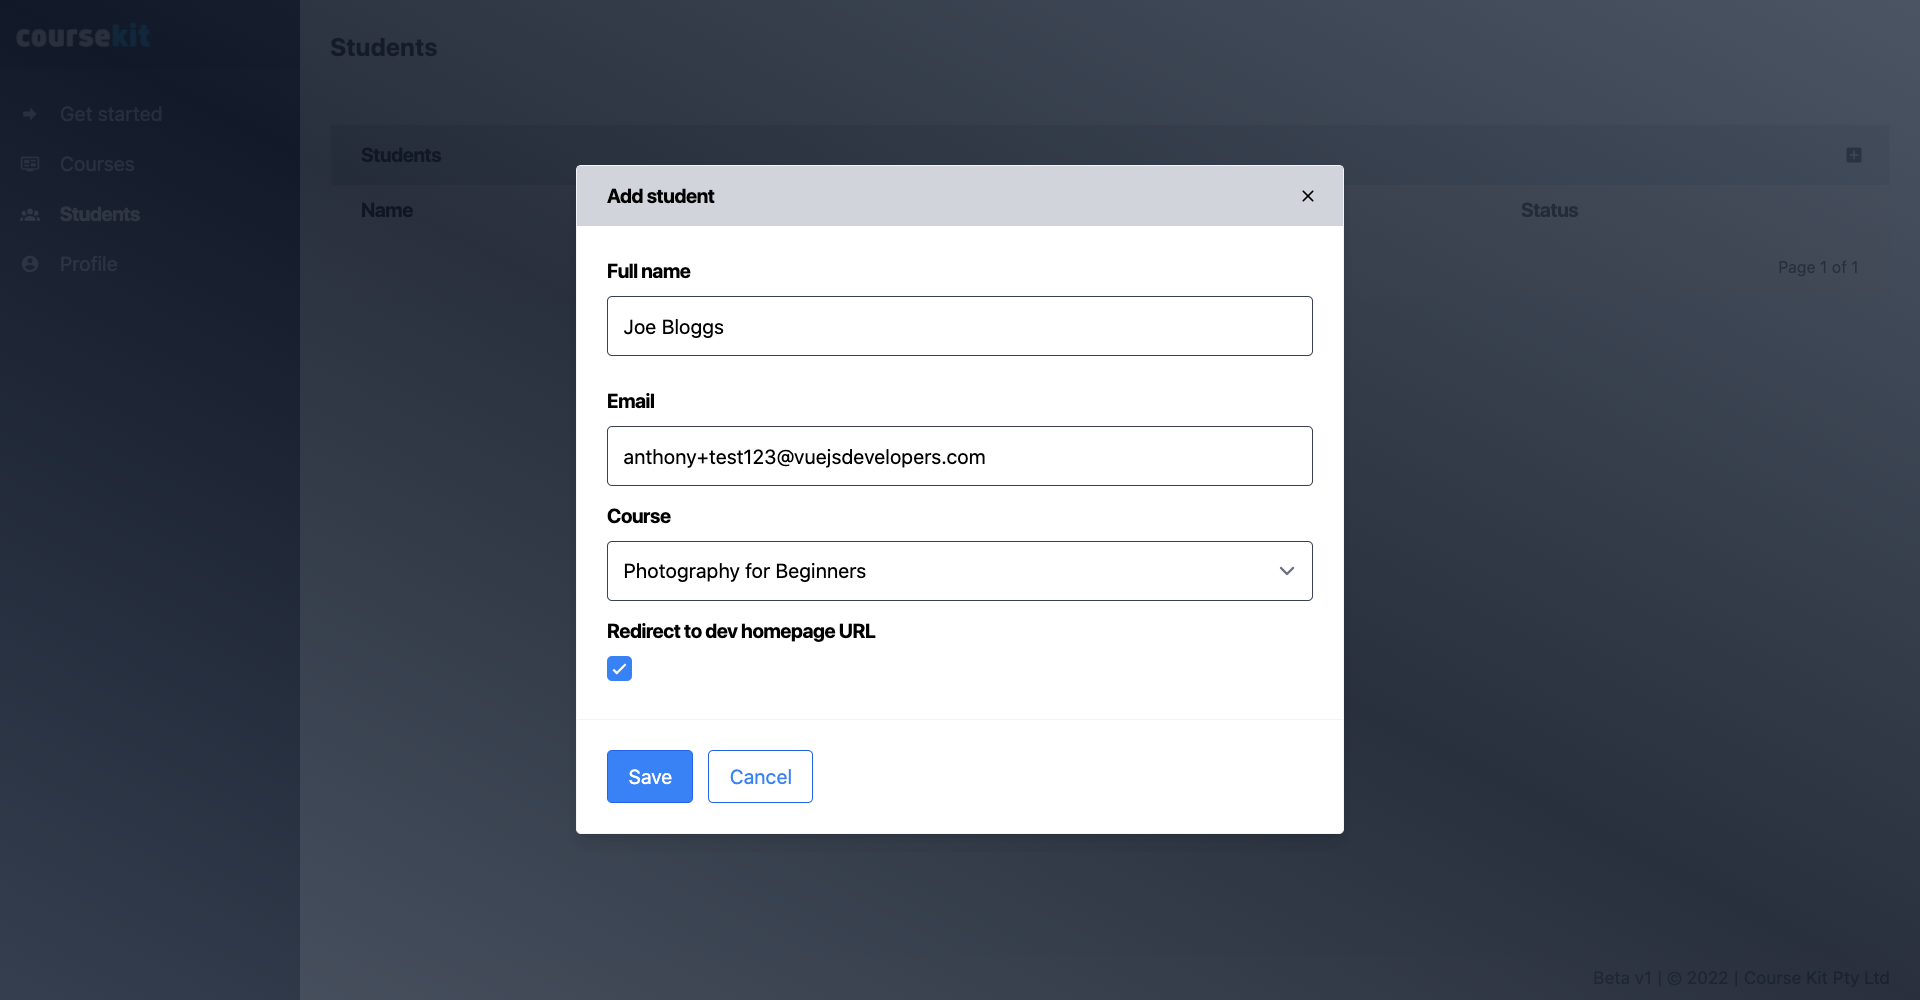 coursekit
Get started
Courses
Students
Profile
Students
Students
Name
Status
Page 1 of 1
Add student
Full name
Joe Bloggs
Email
anthony+test123@vuejsdevelopers.com
Course
Photography for Beginners
Redirect to dev homepage URL
Save
Cancel
Beta v1 | © 2022 | Course Kit Pty Ltd